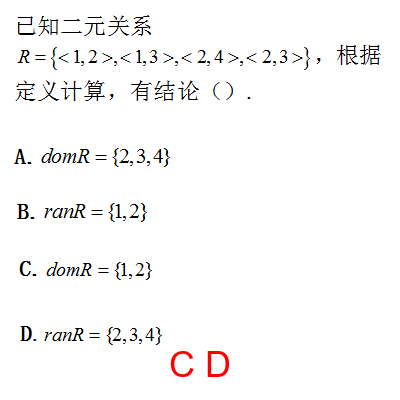 已知二元关系
R = {< 1, 2 >, < 1, 3 >, < 2, 4 >, < 2, 3 >}，根据
定义计算，有结论（）.
A. domR = {2, 3, 4}
B. ranR = {1, 2}
C. domR = {1, 2}
D. ranR = {2, 3, 4}
C D